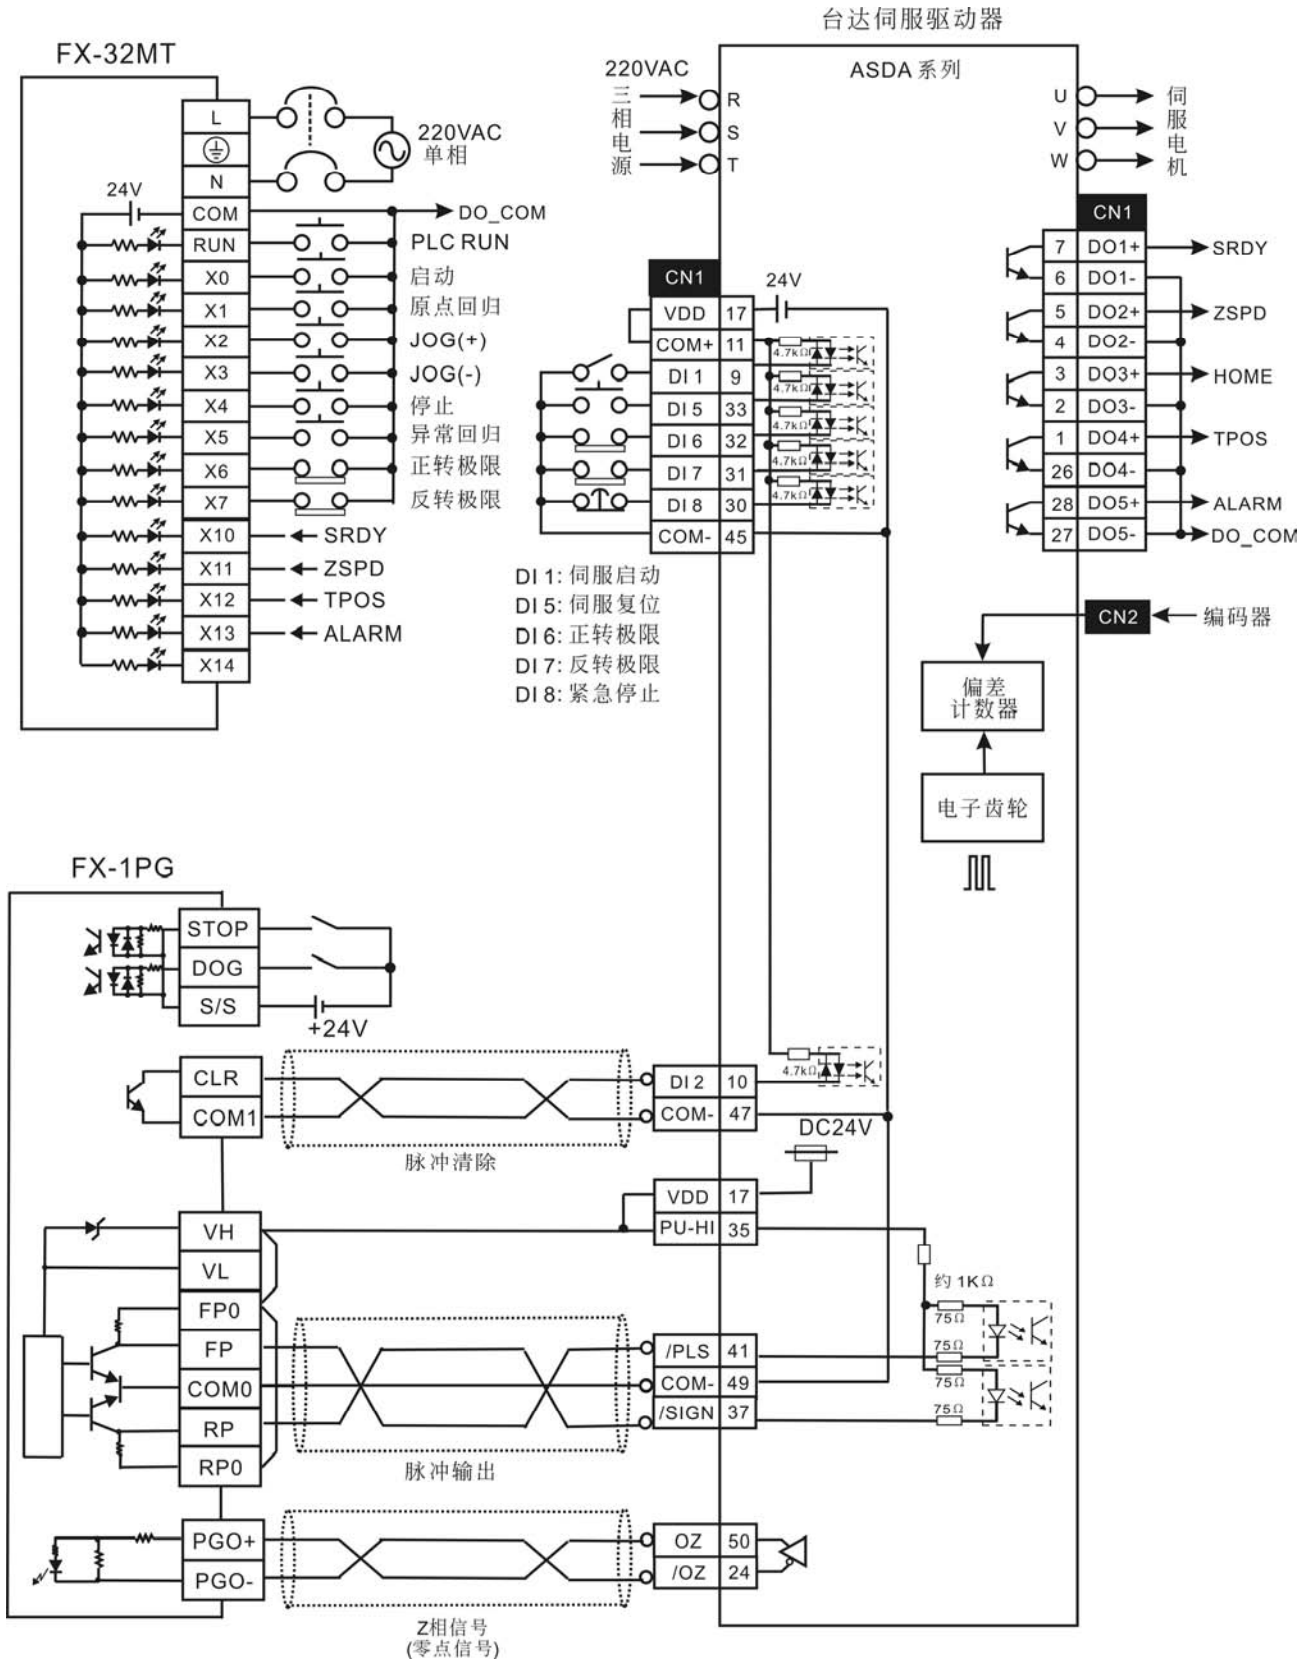 台达伺服驱动器
FX-32MT
L
N
COM
RUN
X0
X1
X2
X3
X4
X5
X6
X7
X10
X11
X12
X13
X14
24V
220VAC
单相
DO_COM
PLC RUN
启动
原点回归
JOG(+)
JOG(-)
停止
异常回归
正转极限
反转极限
SRDY
ZSPD
TPOS
ALARM
220VAC
三相电源
R
S
T
ASDA 系列
U
V
W
伺服电机
CN1
VDD 17
COM+ 11
DI 1 9
DI 5 33
DI 6 32
DI 7 31
DI 8 30
COM- 45
24V
4.7kΩ
4.7kΩ
4.7kΩ
4.7kΩ
4.7kΩ
DI 1: 伺服启动
DI 5: 伺服复位
DI 6: 正转极限
DI 7: 反转极限
DI 8: 紧急停止
CN1
7 DO1+ SRDY
6 DO1-
5 DO2+ ZSPD
4 DO2-
3 DO3+ HOME
2 DO3-
1 DO4+ TPOS
26 DO4-
28 DO5+ ALARM
27 DO5- DO_COM
CN2 编码器
偏差
计数器
电子齿轮
FX-1PG
STOP
DOG
S/S
+24V
CLR
COM1
脉冲清除
DI 2 10
COM- 47
4.7kΩ
DC24V
VH
VL
FP0
FP
COM0
RP
RP0
脉冲输出
VDD 17
PU-HI 35
约 1KΩ
75Ω
75Ω
75Ω
75Ω
/PLS 41
COM- 49
/SIGN 37
PGO+
PGO-
OZ 50
/OZ 24
Z相信号
(零点信号)